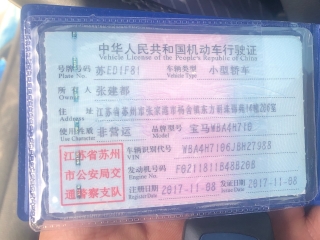 中华人民共和国机动车行驶证
Vehicle License of the People's Republic of China
号牌号码 苏ED1F81 车辆类型 小型轿车
Plate No. Vehicle Type
所有人 张建都
Owner
住址
Address
使用性质 非营运 品牌型号 宝马WBA4H710
Use Character Model
车辆识别代号
VIN
发动机号码
Engine No.
注册日期 2017-11-08 发证日期 2017-11-08
Register Date Issue Date
江苏省苏州
市公安局交
通警察支队